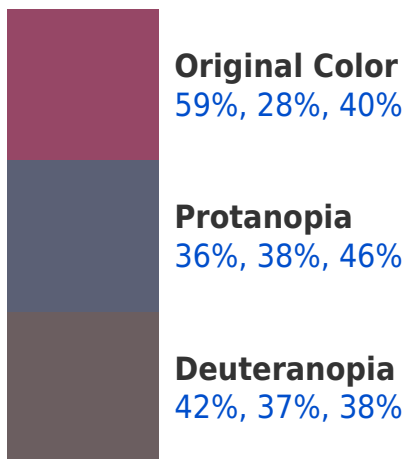 Original Color
59%, 28%, 40%
Protanopia
36%, 38%, 46%
Deuteranopia
42%, 37%, 38%